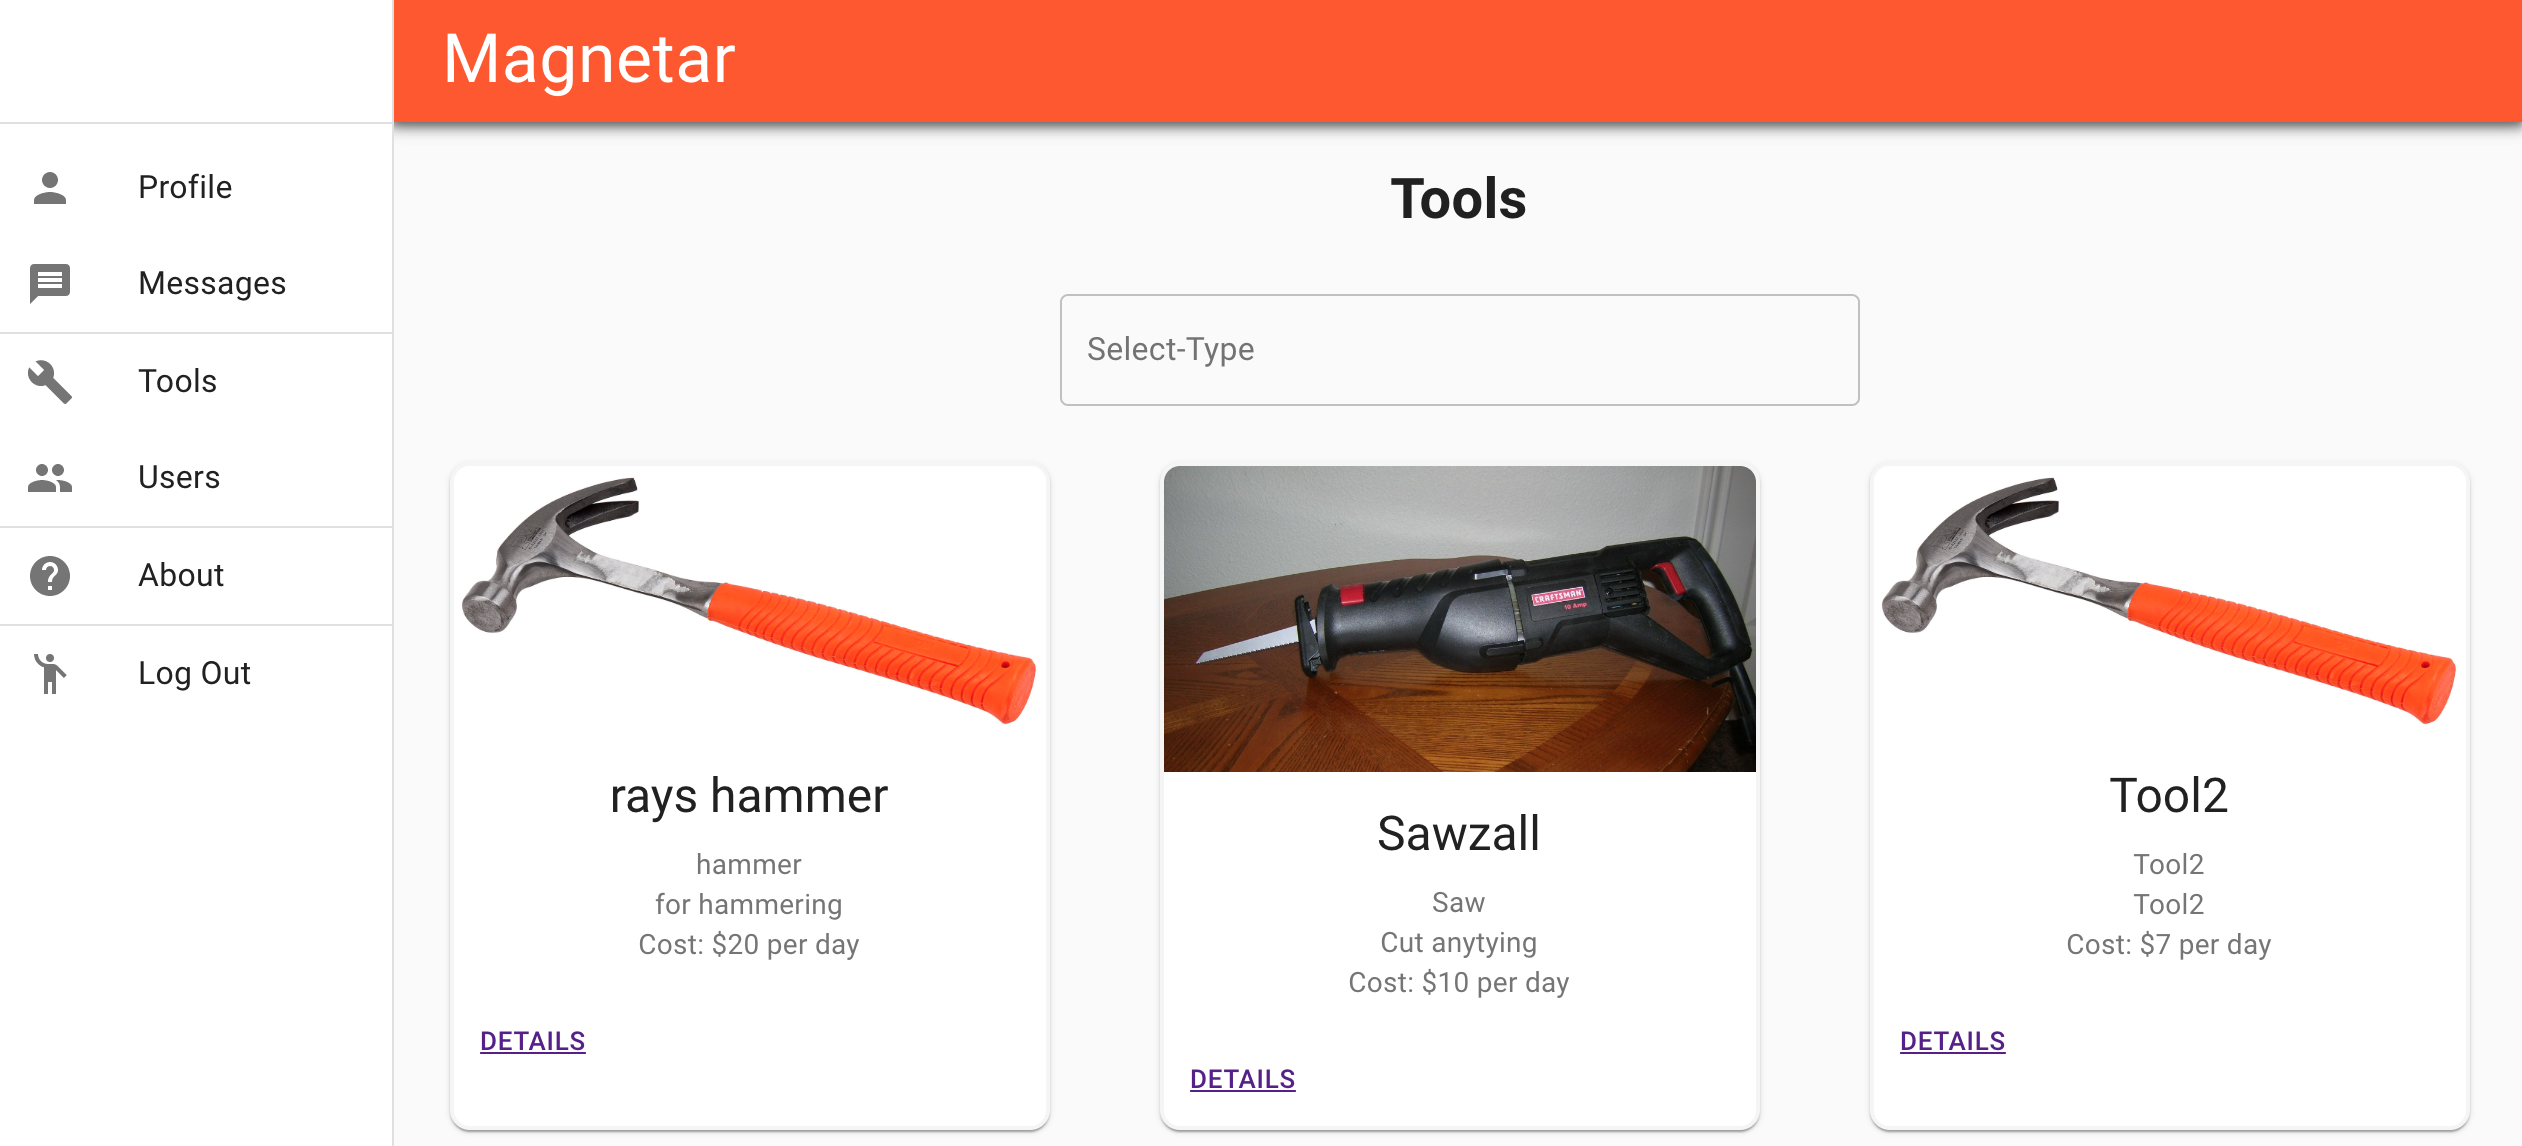 Magnetar
Profile
Messages
Tools
Users
About
Log Out
Tools
Select-Type
rays hammer
hammer
for hammering
Cost: $20 per day
DETAILS
CRAFTSMAN
10 Amp
Sawzall
Saw
Cut anytying
Cost: $10 per day
DETAILS
Tool2
Tool2
Tool2
Cost: $7 per day
DETAILS